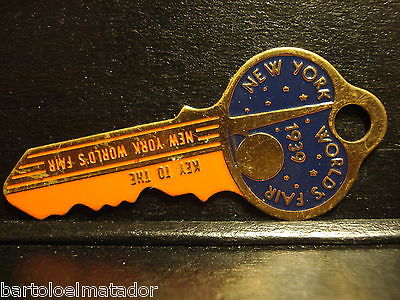 NEW YORK
WORLD'S FAIR
1939
KEY TO THE
NEW YORK WORLD'S FAIR
bartoloelmatador